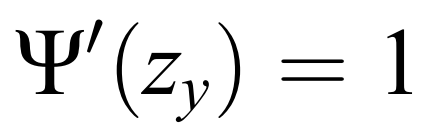 Ψ′(z_y) = 1